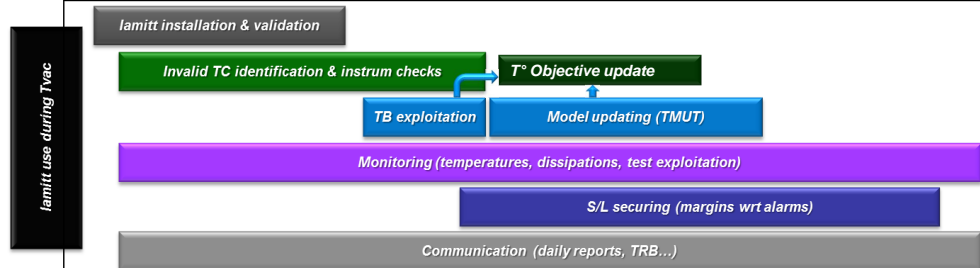 Iamitt use during Tvac
Iamitt installation & validation
Invalid TC identification & instrum checks
T° Objective update
TB exploitation
Model updating (TMUT)
Monitoring (temperatures, dissipations, test exploitation)
S/L securing (margins wrt alarms)
Communication (daily reports, TRB…)